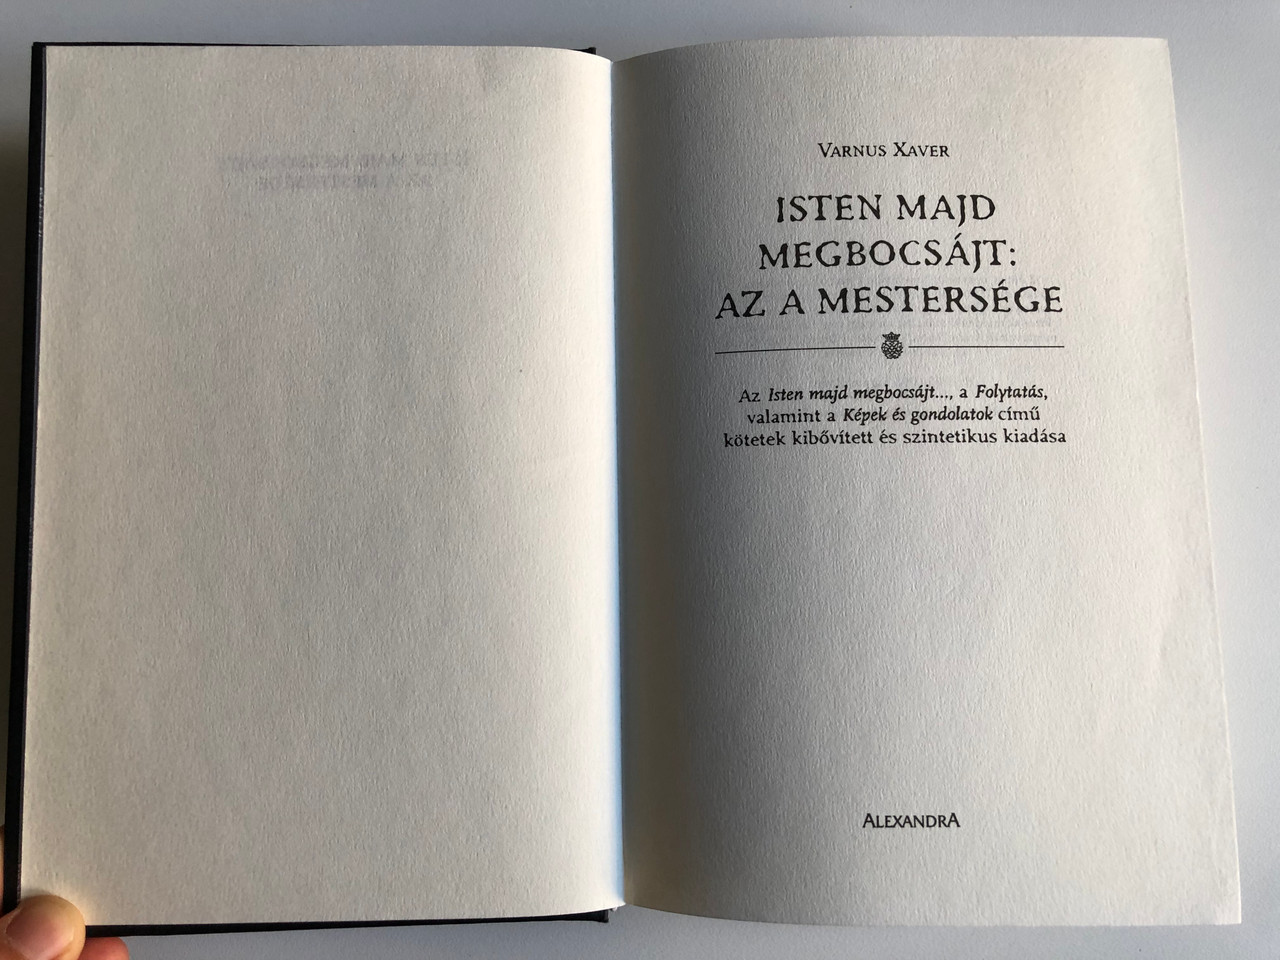 VARNUS XAVER
ISTEN MAJD
MEGBOCSÁJT:
AZ A MESTERSÉGE
Az Isten majd megbocsájt..., a Folytatás,
valamint a Képek és gondolatok című
kötetek kibővített és szintetikus kiadása
ALEXANDRA